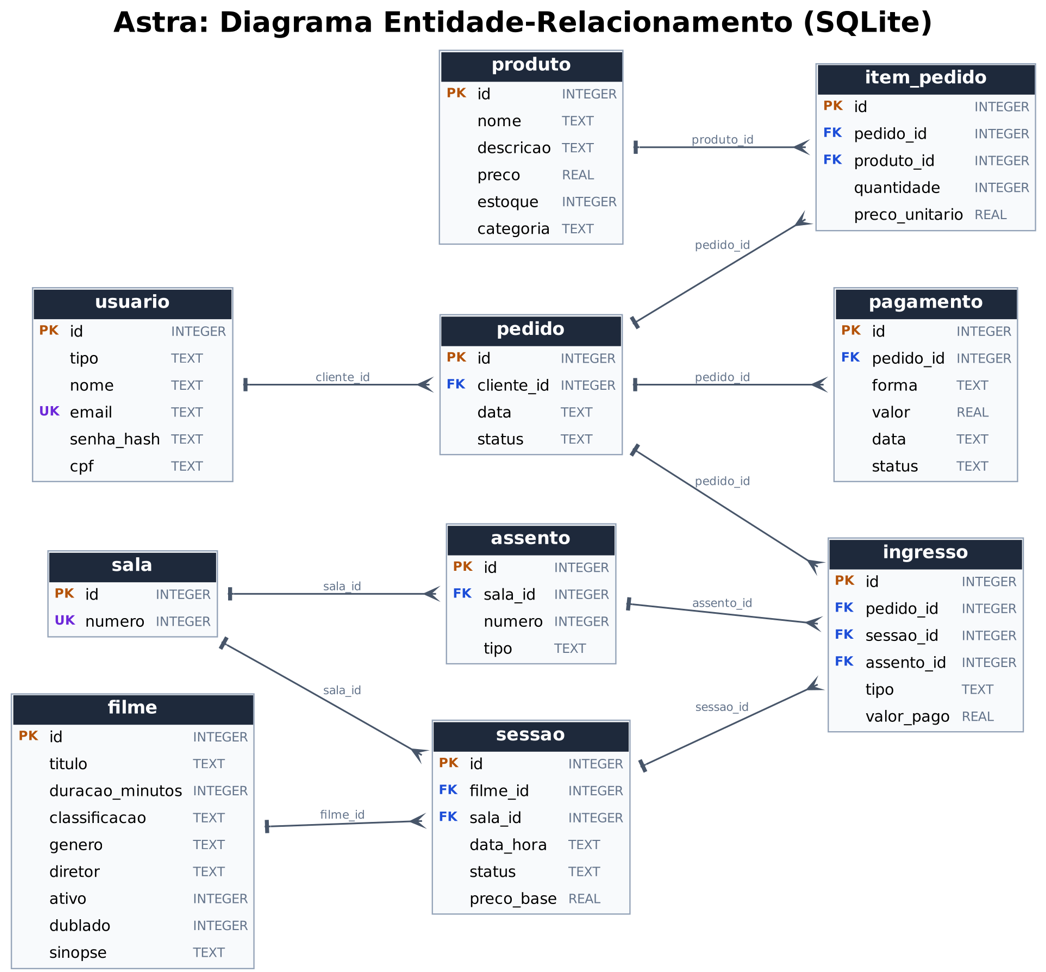 Astra: Diagrama Entidade-Relacionamento (SQLite)
produto
PK id INTEGER
nome TEXT
descricao TEXT
preco REAL
estoque INTEGER
categoria TEXT
produto_id
item_pedido
PK id INTEGER
FK pedido_id INTEGER
FK produto_id INTEGER
quantidade INTEGER
preco_unitario REAL
pedido_id
usuario
PK id INTEGER
tipo TEXT
nome TEXT
UK email TEXT
senha_hash TEXT
cpf TEXT
cliente_id
pedido
PK id INTEGER
FK cliente_id INTEGER
data TEXT
status TEXT
pedido_id
pagamento
PK id INTEGER
FK pedido_id INTEGER
forma TEXT
valor REAL
data TEXT
status TEXT
pedido_id
sala
PK id INTEGER
UK numero INTEGER
sala_id
assento
PK id INTEGER
FK sala_id INTEGER
numero INTEGER
tipo TEXT
assento_id
ingresso
PK id INTEGER
FK pedido_id INTEGER
FK sessao_id INTEGER
FK assento_id INTEGER
tipo TEXT
valor_pago REAL
sala_id
sessao_id
filme
PK id INTEGER
titulo TEXT
duracao_minutos INTEGER
classificacao TEXT
genero TEXT
diretor TEXT
ativo INTEGER
dublado INTEGER
sinopse TEXT
filme_id
sessao
PK id INTEGER
FK filme_id INTEGER
FK sala_id INTEGER
data_hora TEXT
status TEXT
preco_base REAL